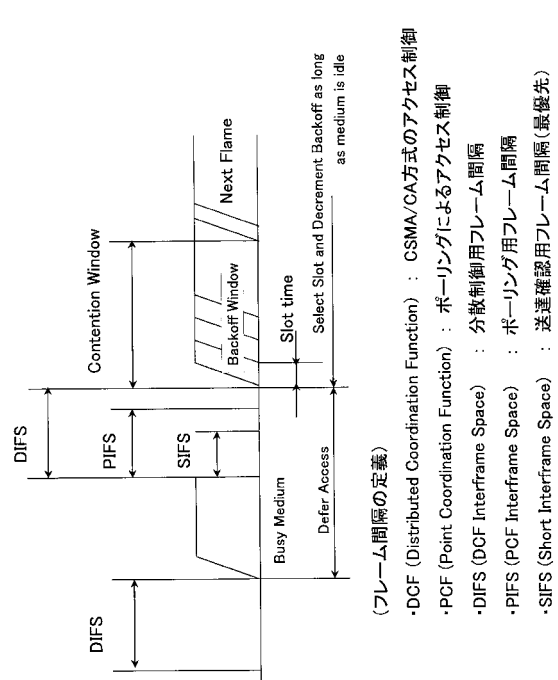 DIFS
DIFS
PIFS
SIFS
Contention Window
Busy Medium
Backoff Window
Next Flame
Slot time
Defer Access
Select Slot and Decrement Backoff as long
as medium is idle
(フレーム間隔の定義)
・DCF (Distributed Coordination Function) : CSMA/CA方式のアクセス制御
・PCF (Point Coordination Function) : ポーリングによるアクセス制御
・DIFS (DCF Interframe Space) : 分散制御用フレーム間隔
・PIFS (PCF Interframe Space) : ポーリング用フレーム間隔
・SIFS (Short Interframe Space) : 送達確認用フレーム間隔(最優先)